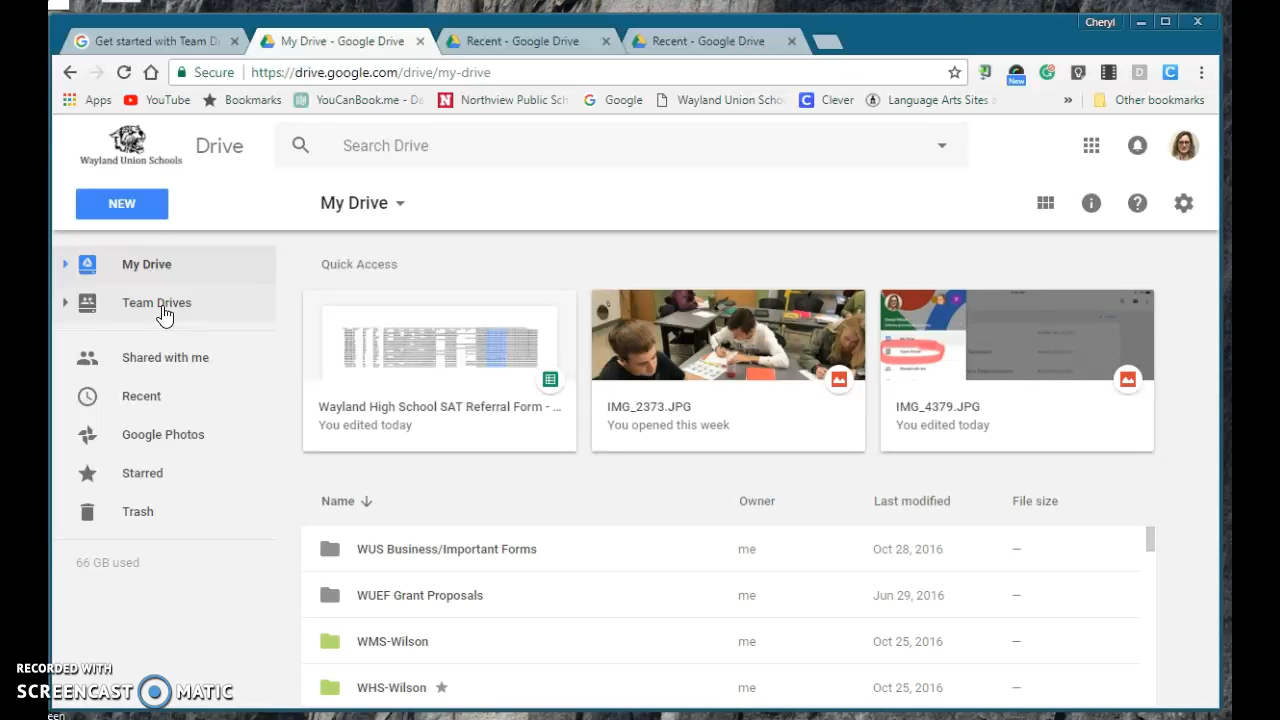 Cheryl
Get started with Team D
My Drive - Google Drive
Recent - Google Drive
Recent - Google Drive
Secure
https://drive.google.com/drive/my-drive
New
Apps
YouTube
Bookmarks
YouCanBook.me - Da
Northview Public Sch
Google
Wayland Union Schoo
Clever
Language Arts Sites a
»
Other bookmarks
Wayland Union Schools
Drive
Search Drive
NEW
My Drive
My Drive
Team Drives
Shared with me
Recent
Google Photos
Starred
Trash
66 GB used
Quick Access
Wayland High School SAT Referral Form - ...
You edited today
IMG_2373.JPG
You opened this week
IMG_4379.JPG
You edited today
Name
Owner
Last modified
File size
WUS Business/Important Forms
me
Oct 28, 2016
–
WUEF Grant Proposals
me
Jun 29, 2016
–
WMS-Wilson
me
Oct 25, 2016
–
WHS-Wilson
me
Oct 25, 2016
–
RECORDED WITH
SCREENCAST MATIC
een